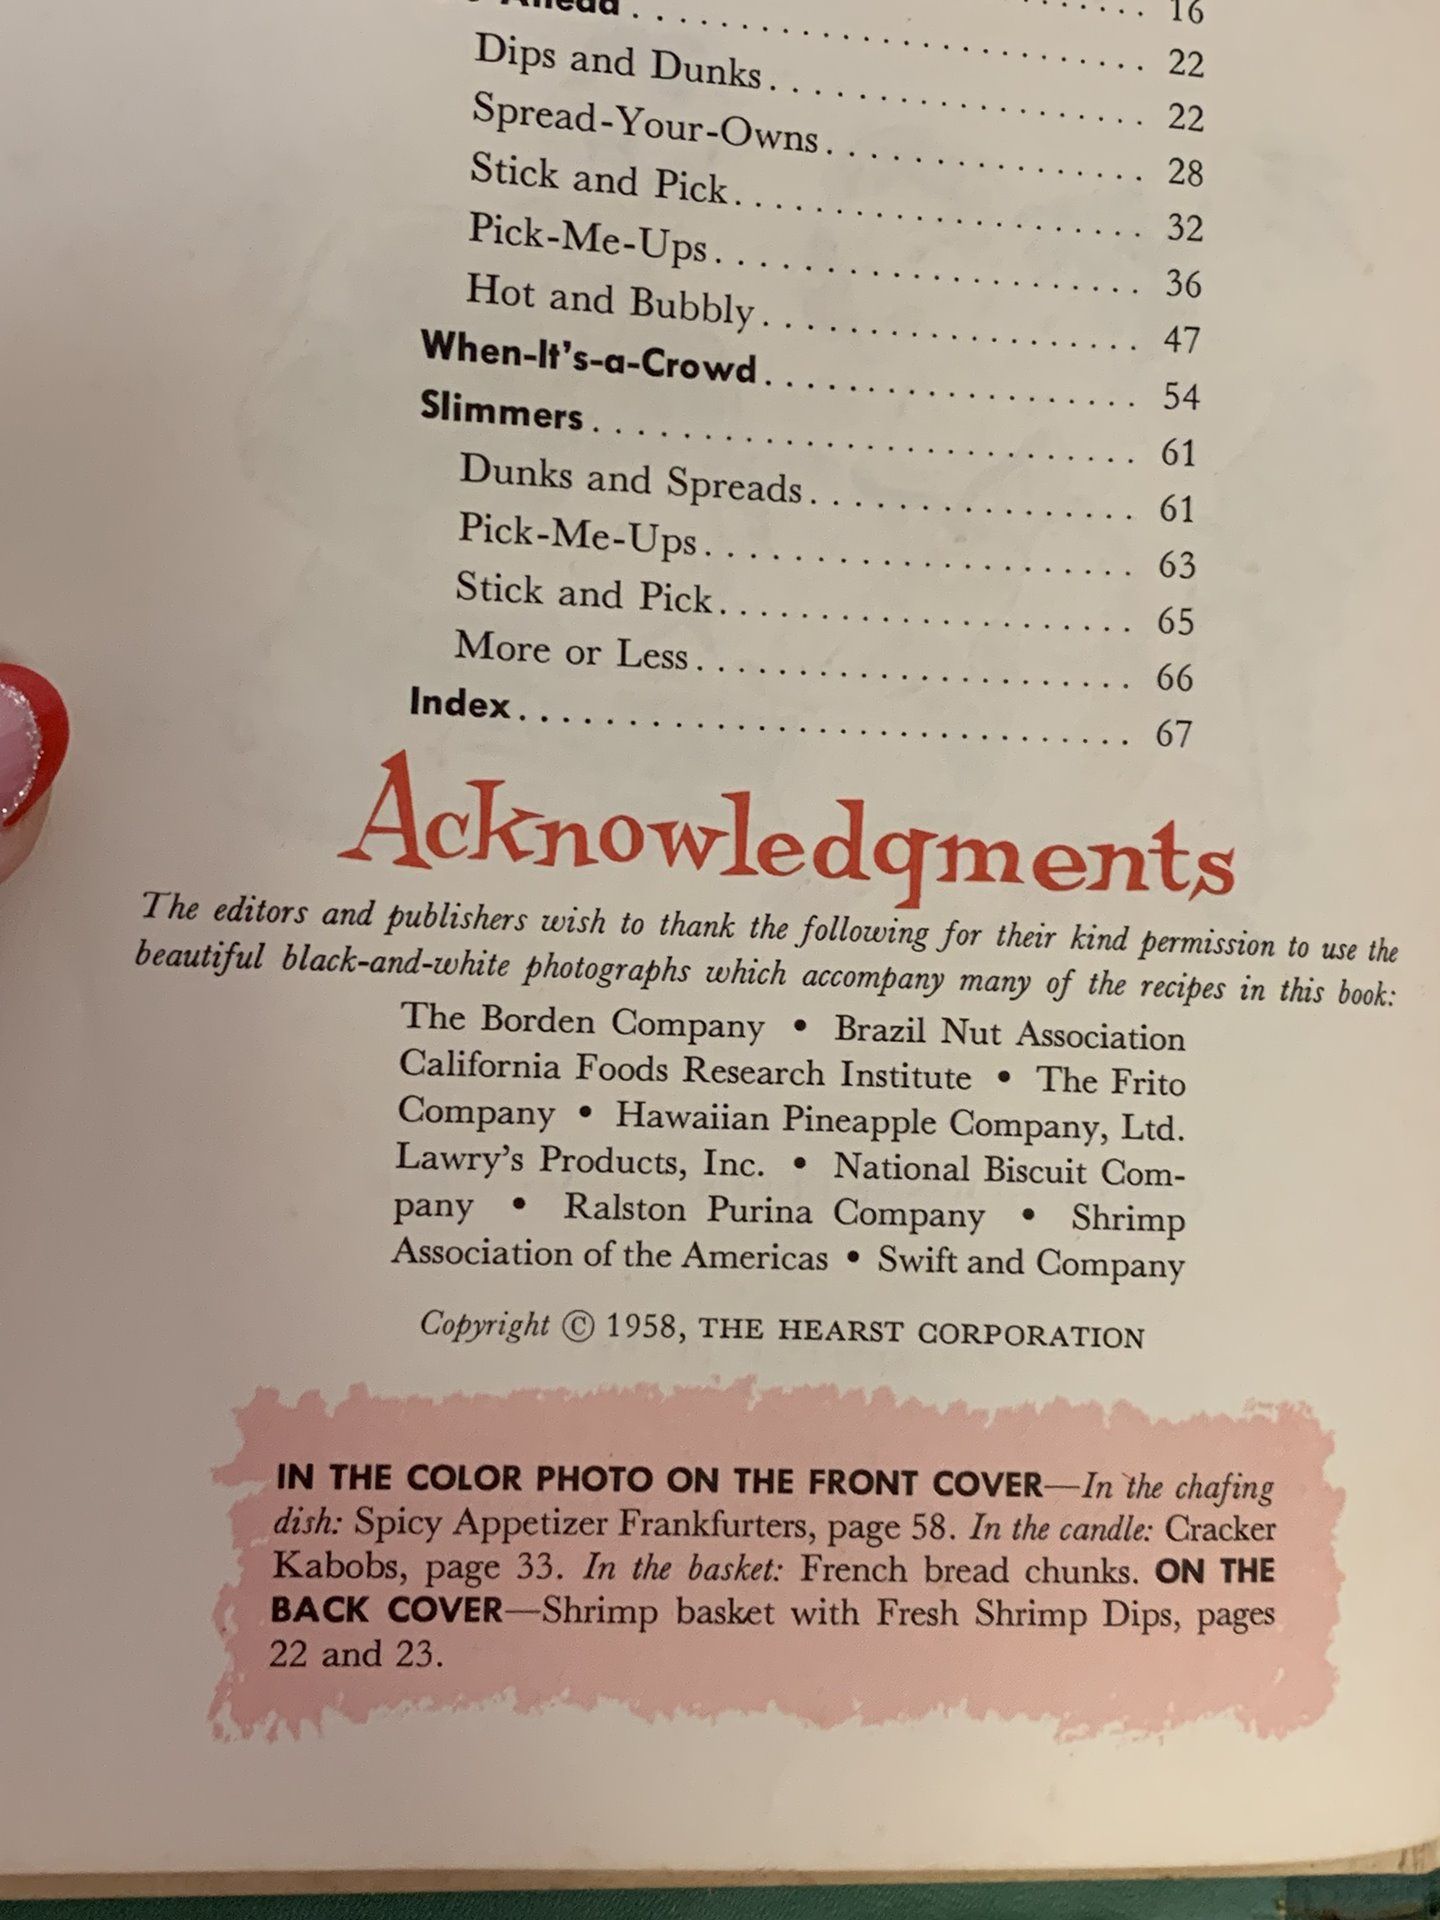 16
Ahead 22
Dips and Dunks 22
Spread-Your-Owns 28
Stick and Pick 32
Pick-Me-Ups 36
Hot and Bubbly 47
When-It's-a-Crowd 54
Slimmers 61
Dunks and Spreads 61
Pick-Me-Ups 63
Stick and Pick 65
More or Less 66
Index 67
Acknowledgments
The editors and publishers wish to thank the following for their kind permission to use the
beautiful black-and-white photographs which accompany many of the recipes in this book:
The Borden Company • Brazil Nut Association
California Foods Research Institute • The Frito
Company • Hawaiian Pineapple Company, Ltd.
Lawry's Products, Inc. • National Biscuit Com-
pany • Ralston Purina Company • Shrimp
Association of the Americas • Swift and Company
Copyright © 1958, THE HEARST CORPORATION
IN THE COLOR PHOTO ON THE FRONT COVER—In the chafing
dish: Spicy Appetizer Frankfurters, page 58. In the candle: Cracker
Kabobs, page 33. In the basket: French bread chunks. ON THE
BACK COVER—Shrimp basket with Fresh Shrimp Dips, pages
22 and 23.